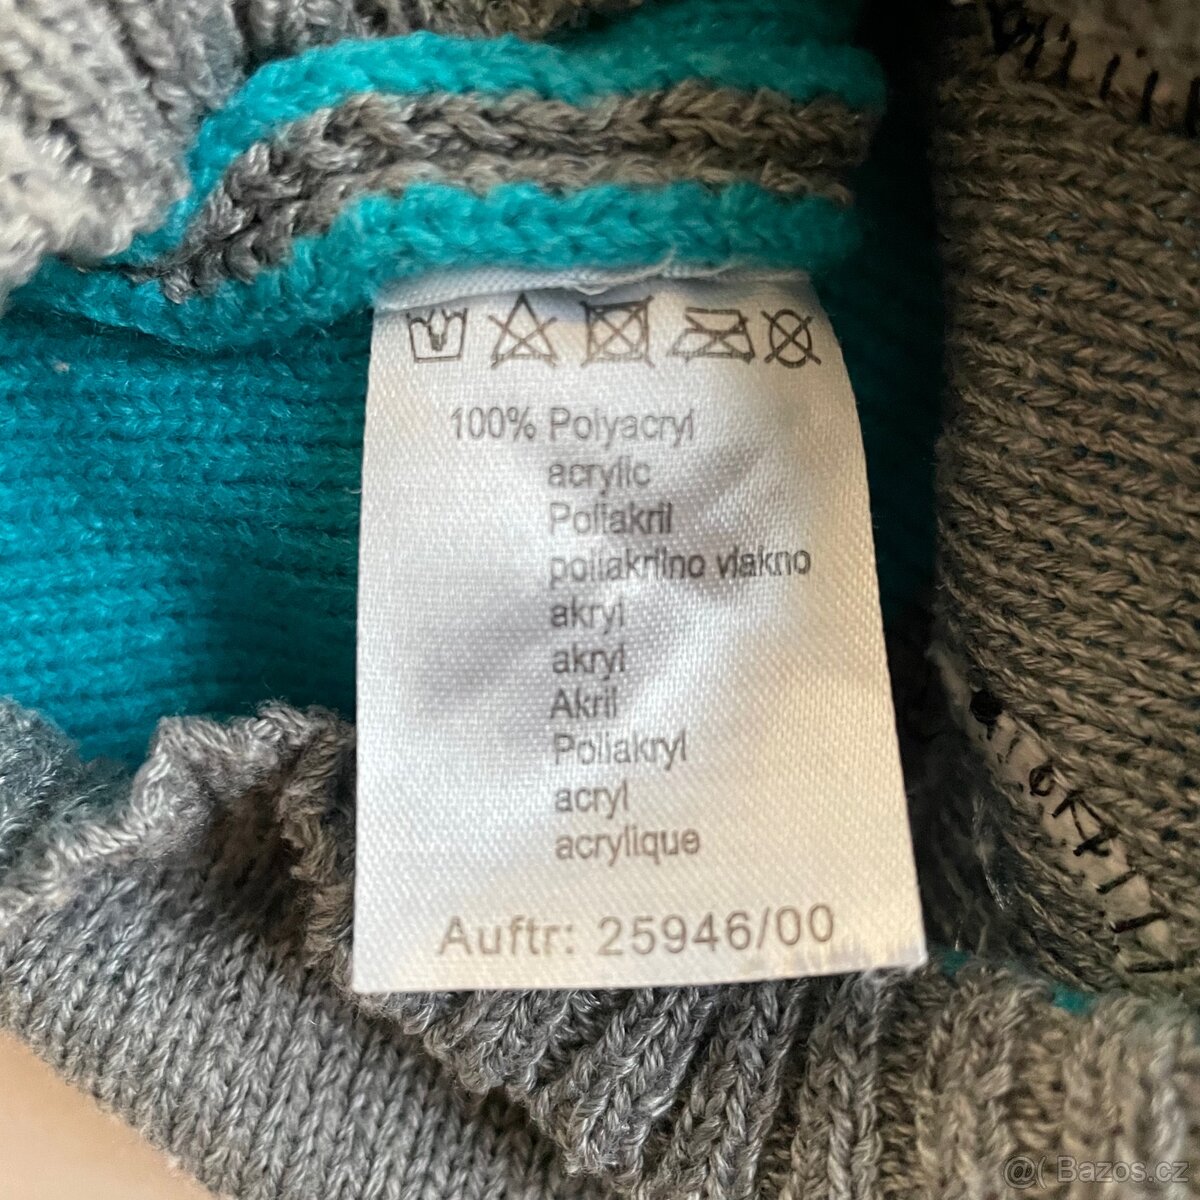 100% Polyacryl
acrylic
Poliakril
poliakrilno vlakno
akryl
akryl
Akril
Poliakryl
acryl
acrylique
Auftr: 25946/00
@( Bazos.cz